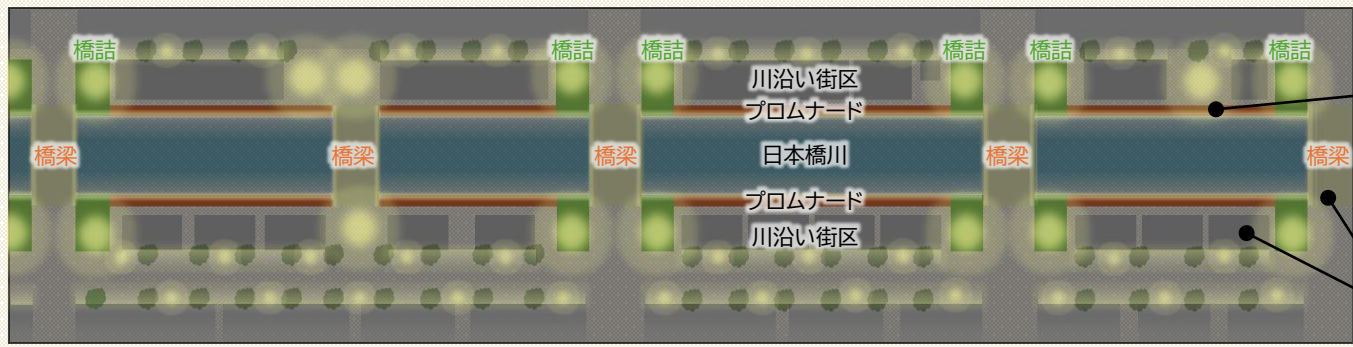 橋詰 橋詰 橋詰 橋詰 橋詰 橋詰
川沿い街区
プロムナード
橋梁 橋梁 橋梁 日本橋川 橋梁 橋梁
プロムナード
川沿い街区